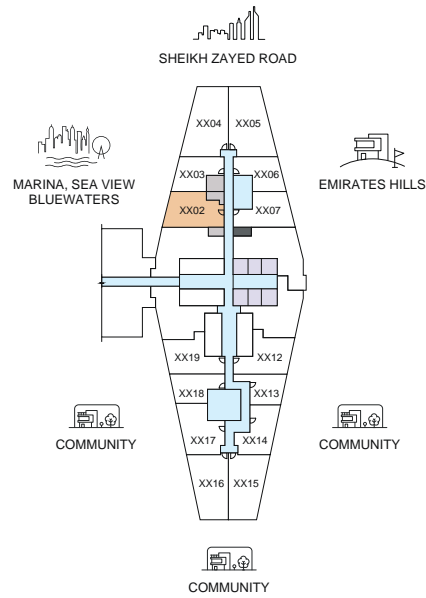 SHEIKH ZAYED ROAD
XX04 XX05
XX03 XX06
MARINA, SEA VIEW
BLUEWATERS
EMIRATES HILLS
XX02 XX07
XX19 XX12
XX18 XX13
COMMUNITY
COMMUNITY
XX17 XX14
XX16 XX15
COMMUNITY